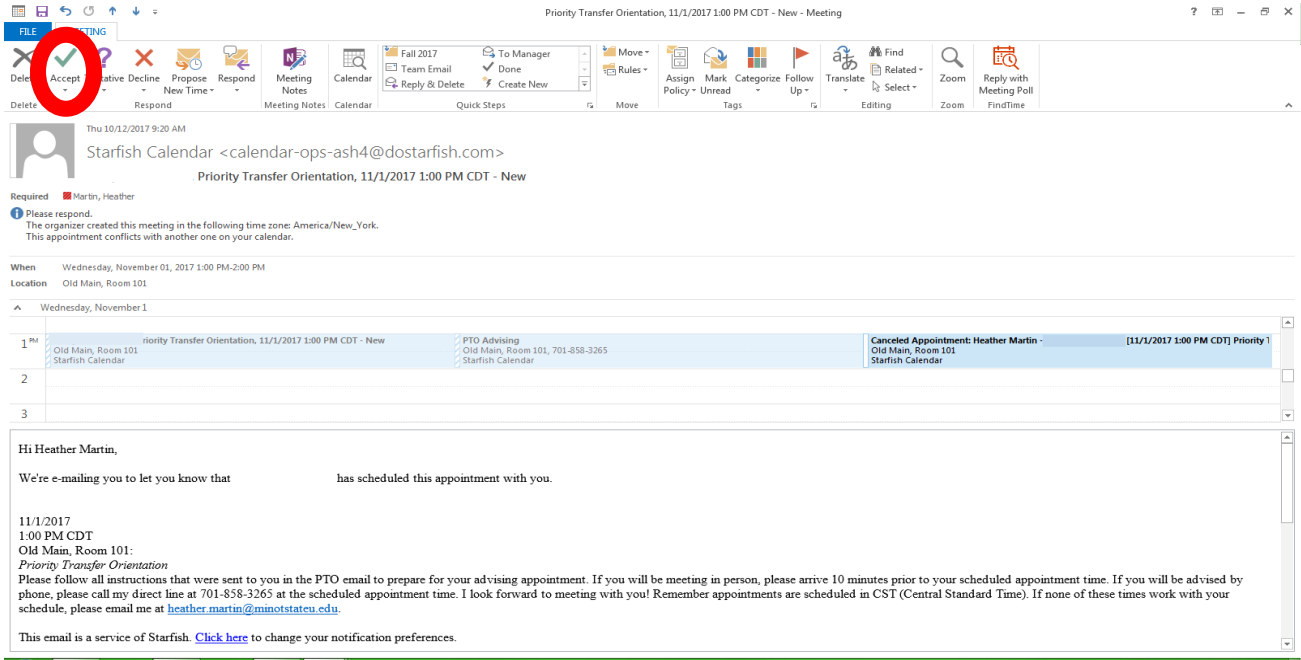 Priority Transfer Orientation, 11/1/2017 1:00 PM CDT - New - Meeting
FILE
Accept Decline Propose New Time Respond Meeting Notes Calendar
Fall 2017 To Manager
Team Email Done
Reply & Delete Create New
Move
Rules
Assign Policy Mark Unread Categorize Follow Up Translate
Find
Related
Select
Zoom Reply with Meeting Poll
Delete Respond Meeting Notes Calendar Quick Steps Move Tags Editing Zoom FindTime
Thu 10/12/2017 9:20 AM
Starfish Calendar <calendar-ops-ash4@dostarfish.com>
Priority Transfer Orientation, 11/1/2017 1:00 PM CDT - New
Required Martin, Heather
Please respond.
The organizer created this meeting in the following time zone: America/New_York.
This appointment conflicts with another one on your calendar.
When Wednesday, November 01, 2017 1:00 PM-2:00 PM
Location Old Main, Room 101
Wednesday, November 1
1 PM
riority Transfer Orientation, 11/1/2017 1:00 PM CDT - New
Old Main, Room 101
Starfish Calendar
PTO Advising
Old Main, Room 101, 701-858-3265
Starfish Calendar
Canceled Appointment: Heather Martin - [11/1/2017 1:00 PM CDT] Priority T
Old Main, Room 101
Starfish Calendar
2
3
Hi Heather Martin,
We're e-mailing you to let you know that has scheduled this appointment with you.
11/1/2017
1:00 PM CDT
Old Main, Room 101:
Priority Transfer Orientation
Please follow all instructions that were sent to you in the PTO email to prepare for your advising appointment. If you will be meeting in person, please arrive 10 minutes prior to your scheduled appointment time. If you will be advised by
phone, please call my direct line at 701-858-3265 at the scheduled appointment time. I look forward to meeting with you! Remember appointments are scheduled in CST (Central Standard Time). If none of these times work with your
schedule, please email me at heather.martin@minotstateu.edu.
This email is a service of Starfish. Click here to change your notification preferences.